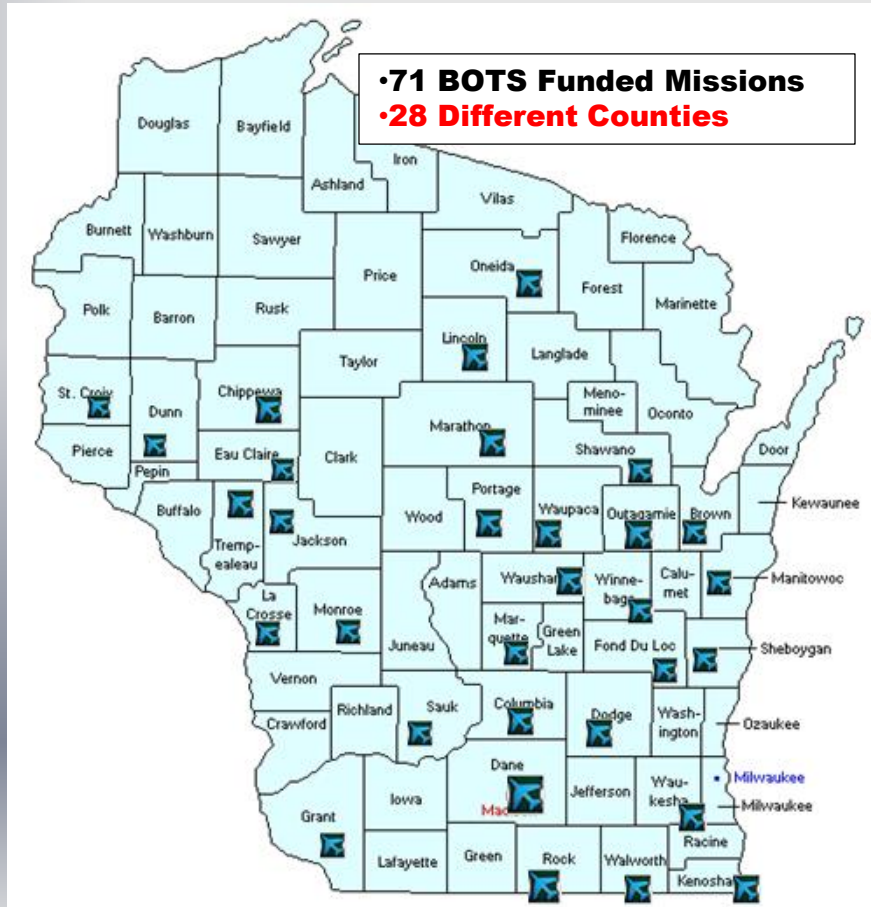 •71 BOTS Funded Missions
•28 Different Counties
Douglas
Bayfield
Iron
Ashland
Vilas
Burnett
Washburn
Sawyer
Price
Oneida
Florence
Forest
Marinette
Polk
Barron
Rusk
Lincoln
Langlade
Taylor
St. Croix
Dunn
Chippewa
Meno-
minee
Oconto
Marathon
Pierce
Pepin
Eau Claire
Clark
Shawano
Door
Buffalo
Tremp-
ealeau
Jackson
Wood
Portage
Waupaca
Outagamie
Brown
Kewaunee
La
Crosse
Monroe
Juneau
Adams
Waushar
Winne-
bago
Calu-
met
Manitowoc
Mar-
quette
Green
Lake
Fond Du Loc
Sheboygan
Vernon
Crawford
Richland
Sauk
Columbia
Dodge
Wash-
ington
Ozaukee
Dane
Iowa
Jefferson
Wau-
kesha
Milwaukee
Milwaukee
Grant
Lafayette
Green
Rock
Walworth
Racine
Kenosha